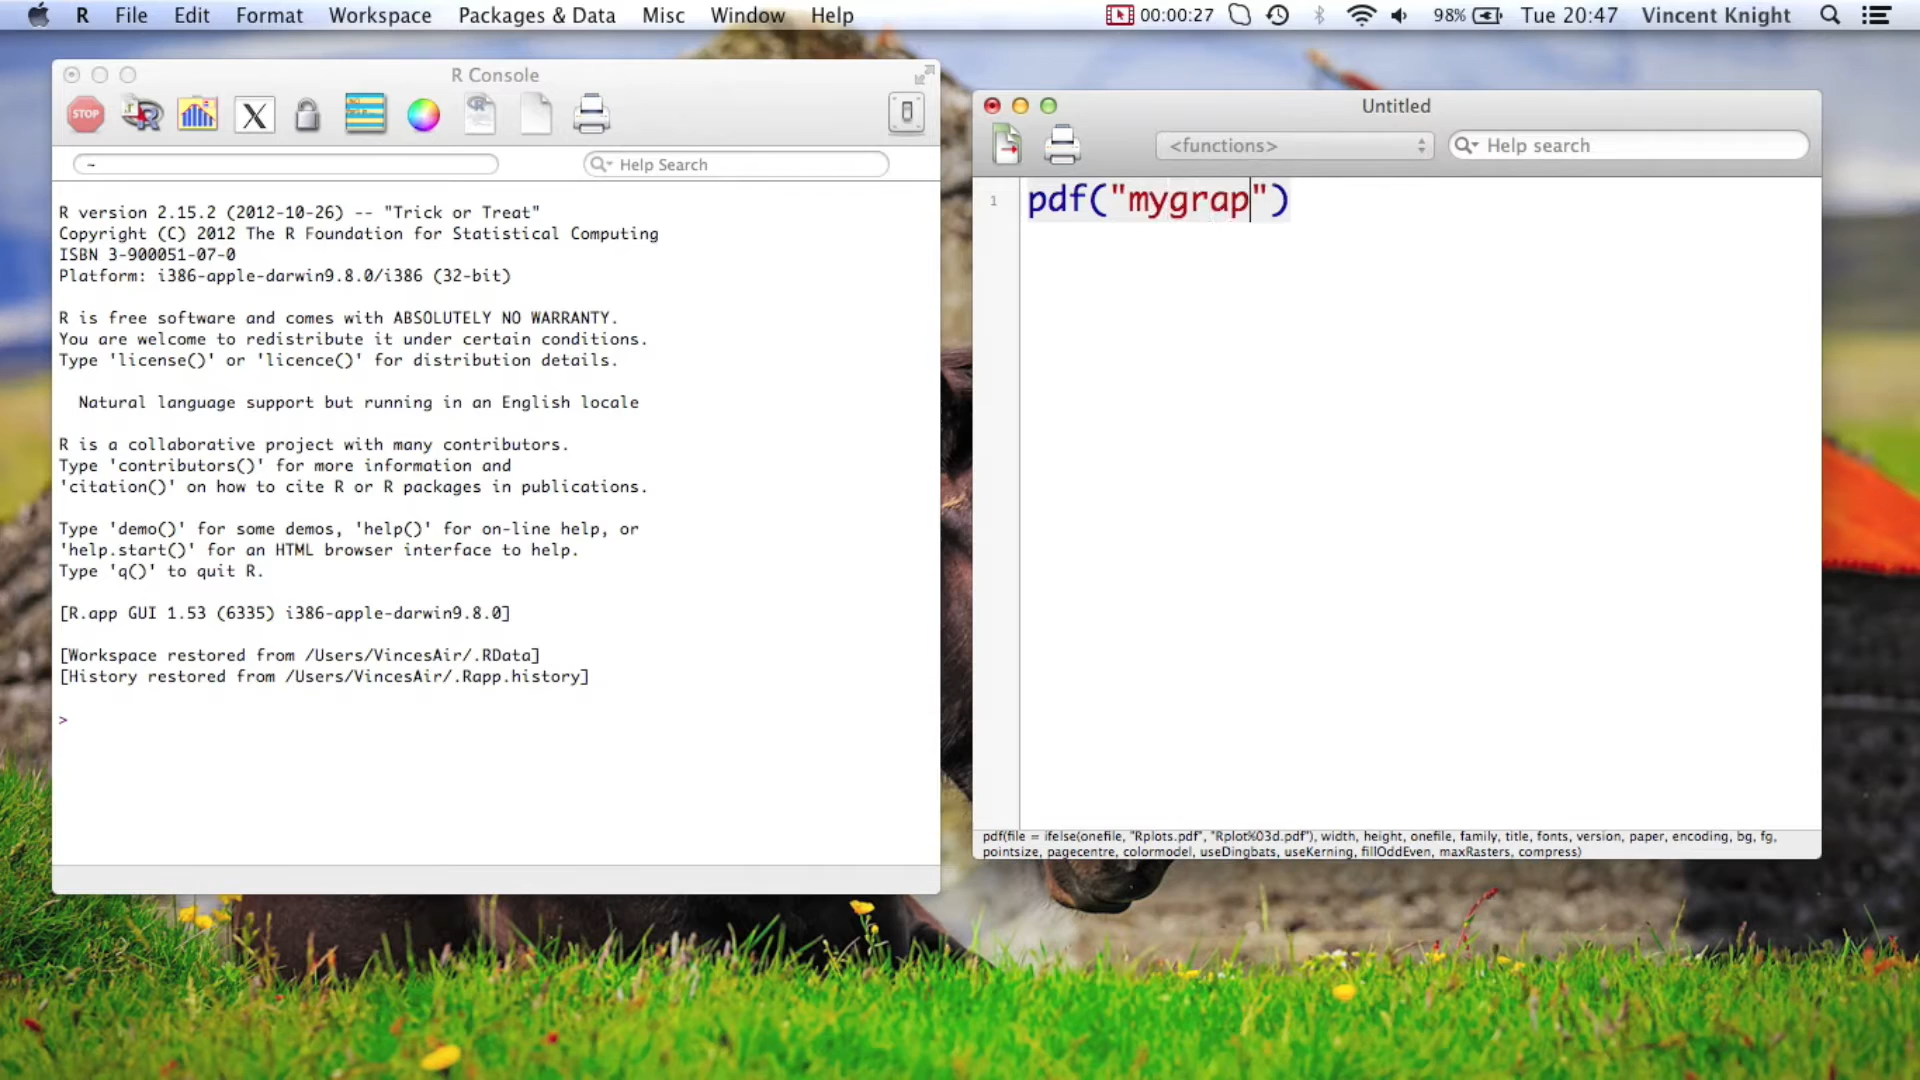 R File Edit Format Workspace Packages & Data Misc Window Help 00:00:27 98% Tue 20:47 Vincent Knight
R Console
STOP X
~ Help Search
R version 2.15.2 (2012-10-26) -- "Trick or Treat"
Copyright (C) 2012 The R Foundation for Statistical Computing
ISBN 3-900051-07-0
Platform: i386-apple-darwin9.8.0/i386 (32-bit)
R is free software and comes with ABSOLUTELY NO WARRANTY.
You are welcome to redistribute it under certain conditions.
Type 'license()' or 'licence()' for distribution details.
Natural language support but running in an English locale
R is a collaborative project with many contributors.
Type 'contributors()' for more information and
'citation()' on how to cite R or R packages in publications.
Type 'demo()' for some demos, 'help()' for on-line help, or
'help.start()' for an HTML browser interface to help.
Type 'q()' to quit R.
[R.app GUI 1.53 (6335) i386-apple-darwin9.8.0]
[Workspace restored from /Users/VincesAir/.RData]
[History restored from /Users/VincesAir/.Rapp.history]
>
Untitled
<functions> Help search
1 pdf("mygrap")
pdf(file = ifelse(onefile, "Rplots.pdf", "Rplot%03d.pdf"), width, height, onefile, family, title, fonts, version, paper, encoding, bg, fg,
pointsize, pagecentre, colormodel, useDingbats, useKerning, fillOddEven, maxRasters, compress)